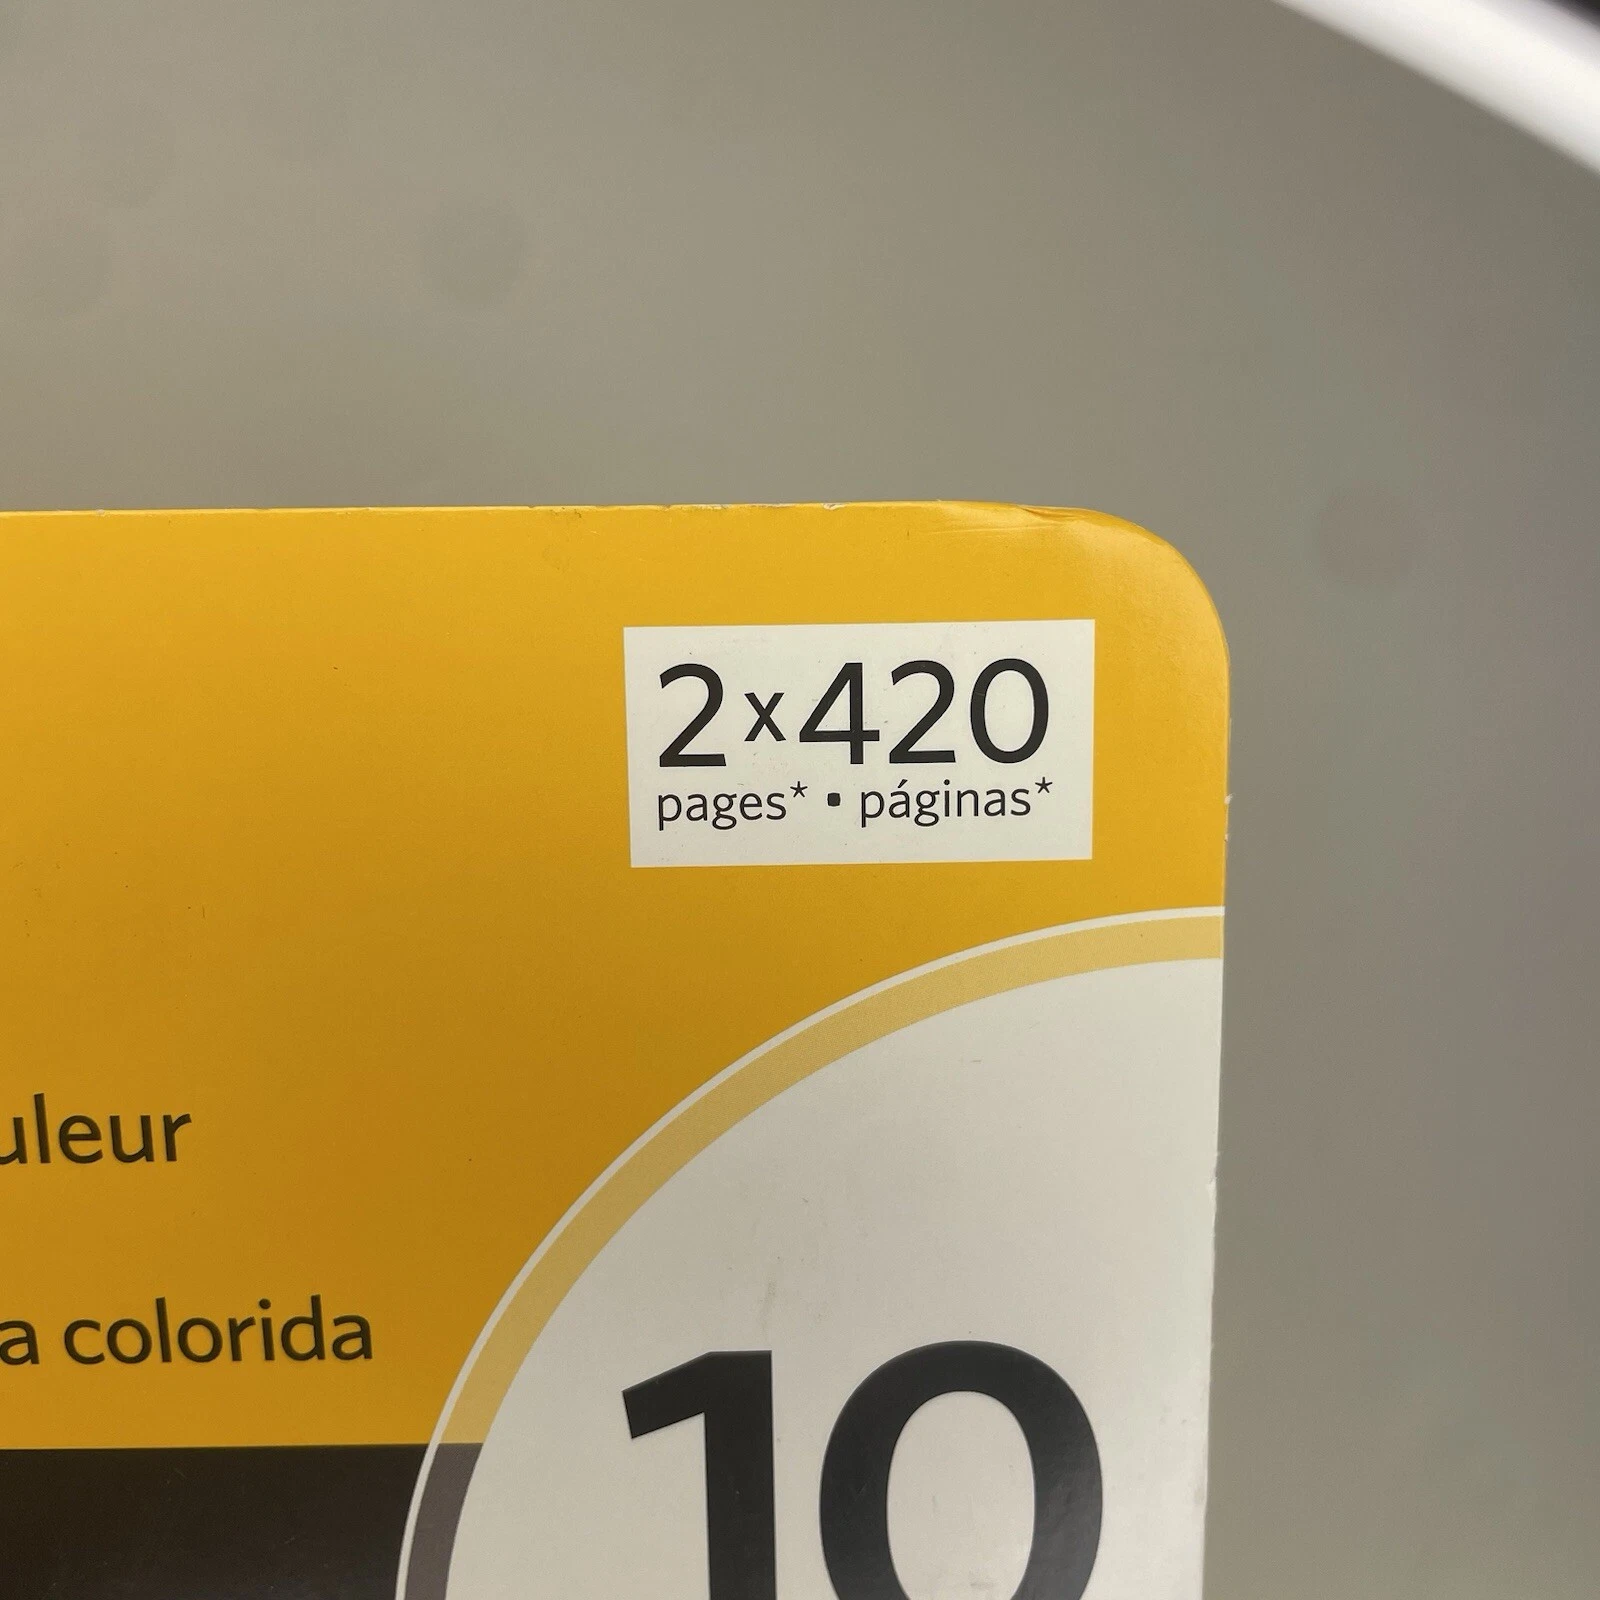 2x420
pages* • páginas*
uleur
a colorida
10